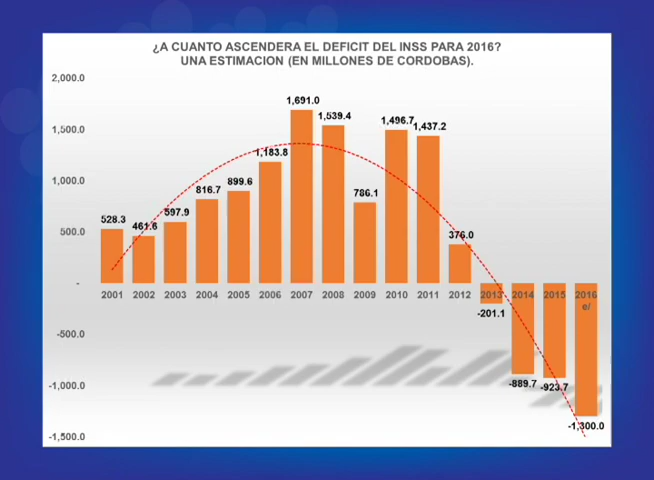 ¿A CUANTO ASCENDERA EL DEFICIT DEL INSS PARA 2016?
UNA ESTIMACION (EN MILLONES DE CORDOBAS).
2,000.0
1,500.0
1,000.0
500.0
-
-500.0
-1,000.0
-1,500.0
528.3 461.6 597.9 816.7 899.6 1,183.8 1,691.0 1,539.4 786.1 1,496.7 1,437.2 376.0 -201.1 -889.7 -923.7 -1,300.0
2001 2002 2003 2004 2005 2006 2007 2008 2009 2010 2011 2012 2013 2014 2015 2016
e/